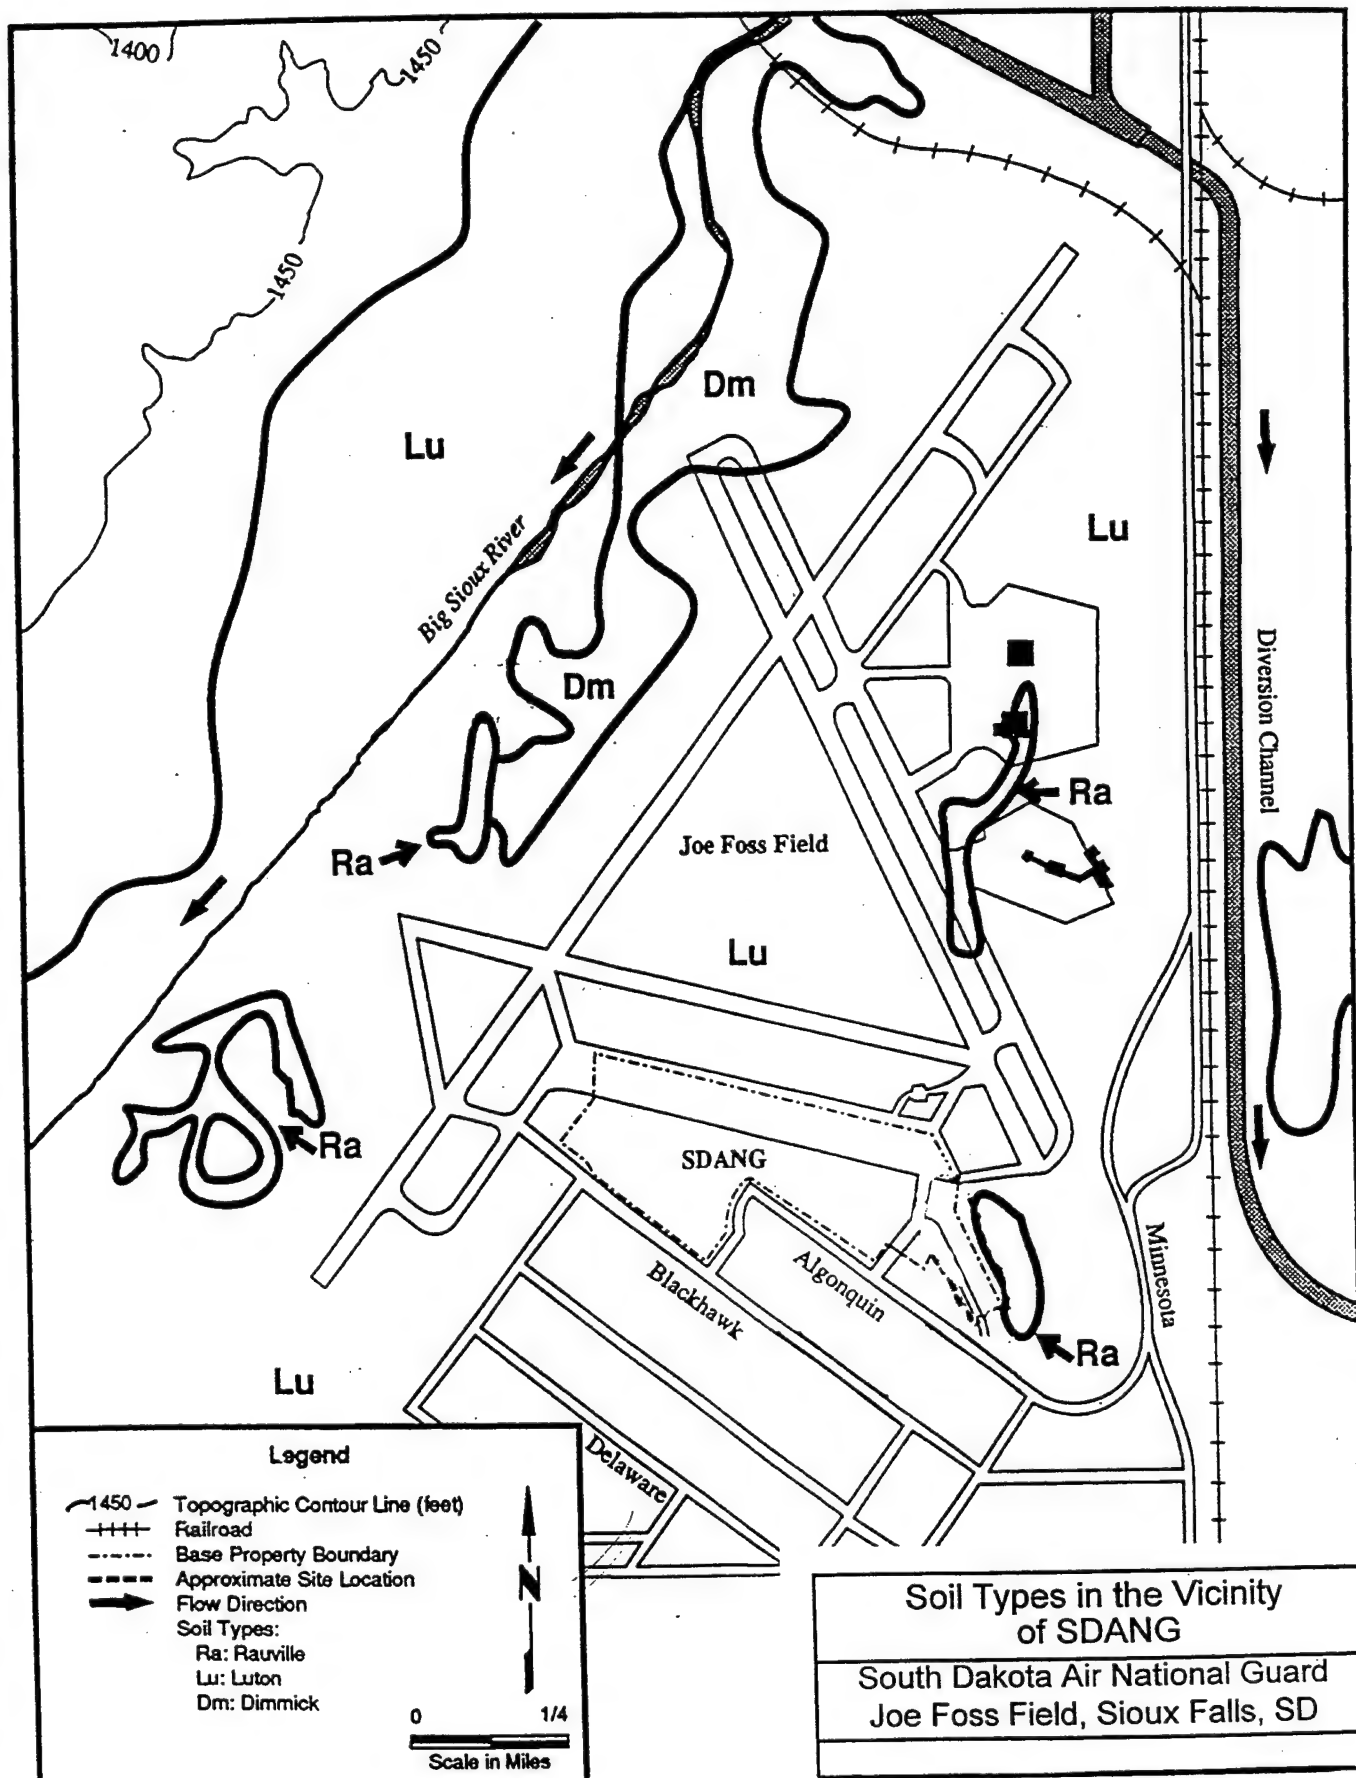 1400
1450
1450
Dm
Lu
Lu
Big Sioux River
Dm
Diversion Channel
Ra
Joe Foss Field
Ra
Lu
Ra
SDANG
Minnesota
Algonquin
Blackhawk
Ra
Lu
Delaware
Legend
1450 Topographic Contour Line (feet)
Railroad
Base Property Boundary
Approximate Site Location
Flow Direction
Soil Types:
Ra: Rauville
Lu: Luton
Dm: Dimmick
N
0 1/4
Scale in Miles
Soil Types in the Vicinity
of SDANG
South Dakota Air National Guard
Joe Foss Field, Sioux Falls, SD